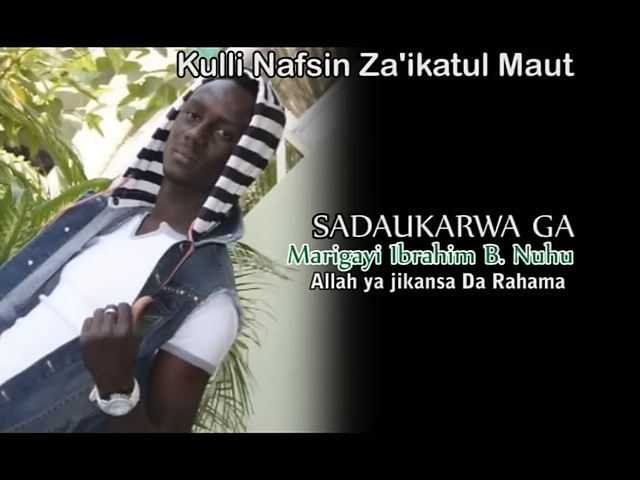 Kulli Nafsin Za'ikatul Maut
SADAUKARWA GA
Marigayi Ibrahim B. Nuhu
Allah ya jikansa Da Rahama